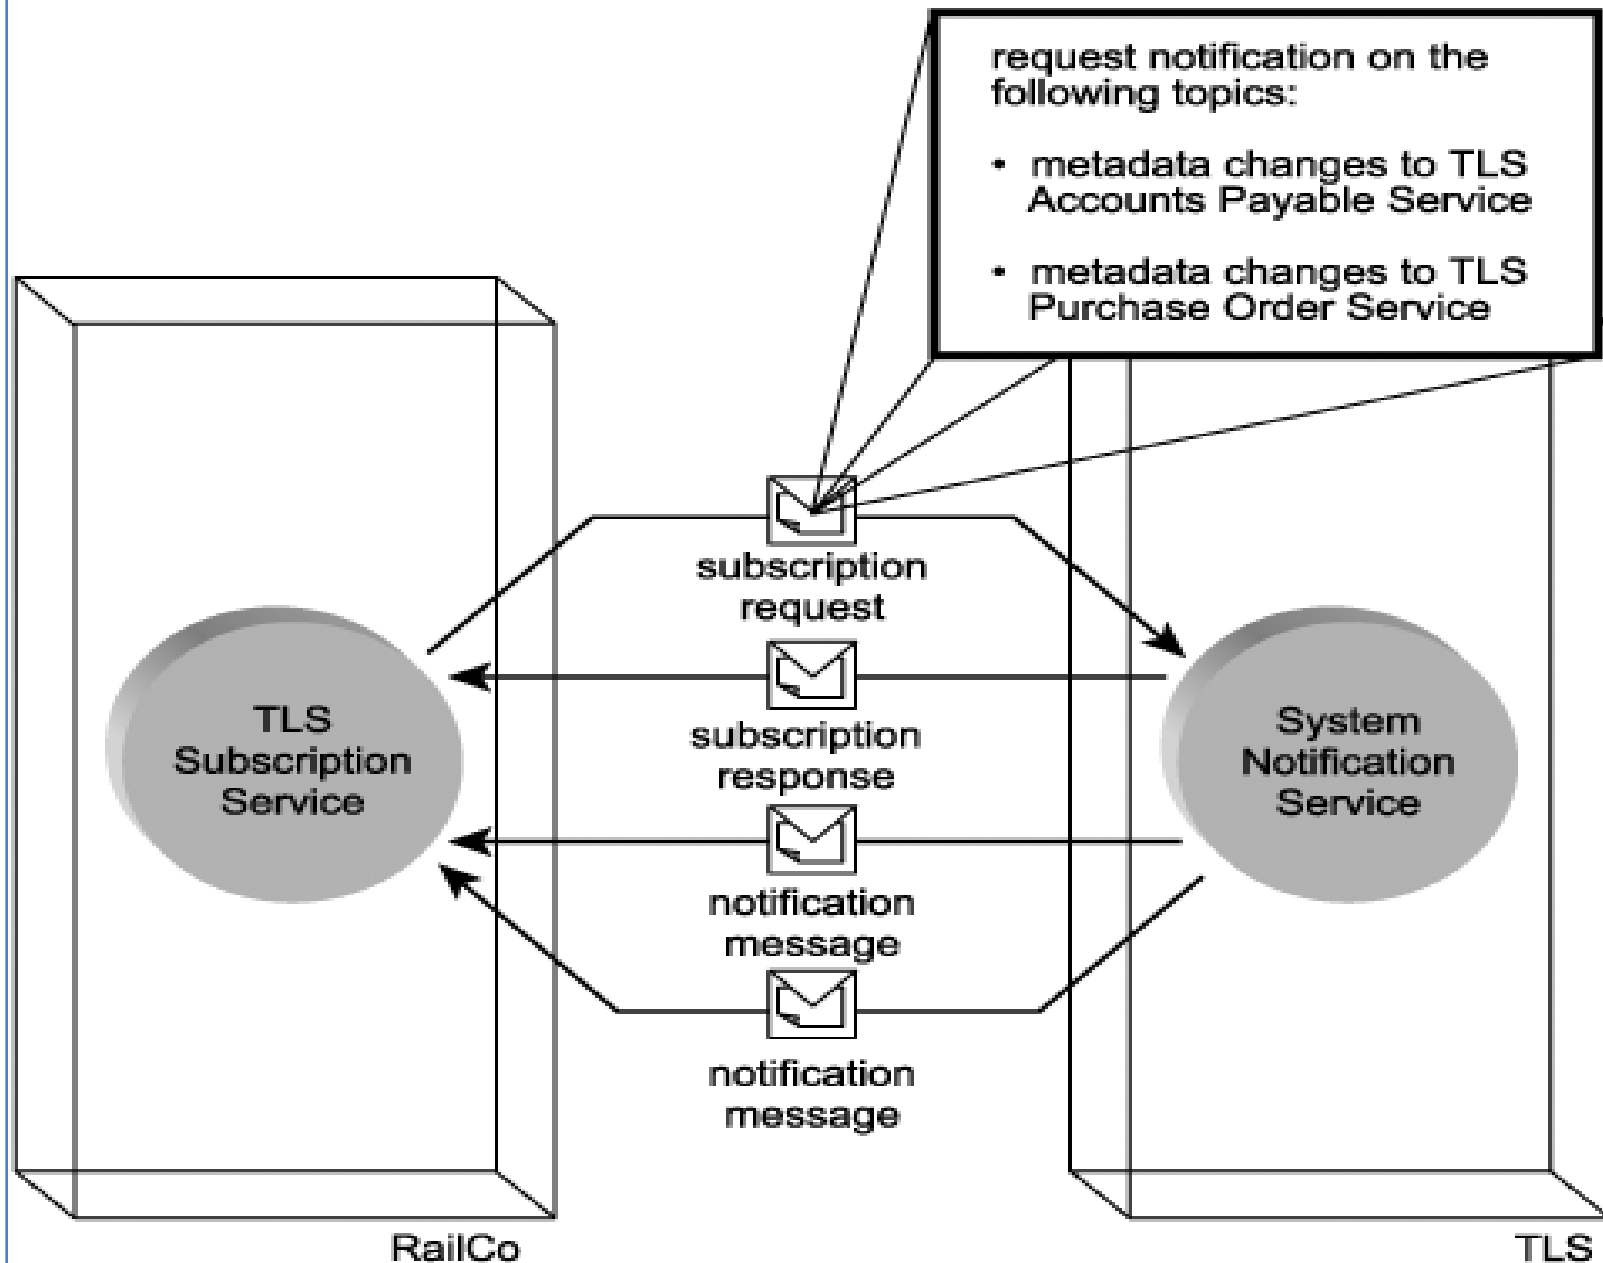 request notification on the
following topics:
• metadata changes to TLS
Accounts Payable Service
• metadata changes to TLS
Purchase Order Service
subscription
request
subscription
response
notification
message
notification
message
TLS
Subscription
Service
System
Notification
Service
RailCo
TLS